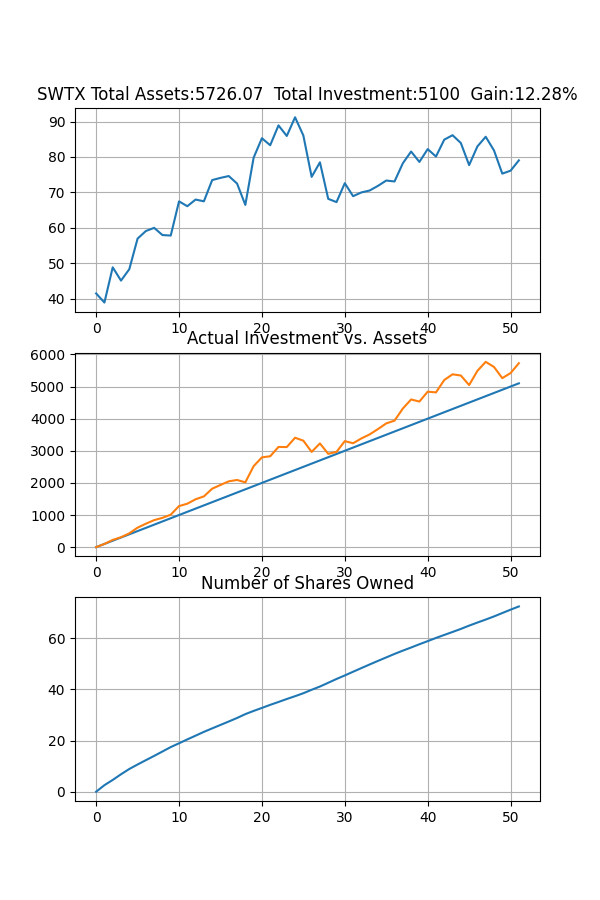 SWTX Total Assets:5726.07  Total Investment:5100  Gain:12.28%
90
80
70
60
50
40
0 10 20 30 40 50
Actual Investment vs. Assets
6000
5000
4000
3000
2000
1000
0
0 10 20 30 40 50
Number of Shares Owned
60
40
20
0
0 10 20 30 40 50